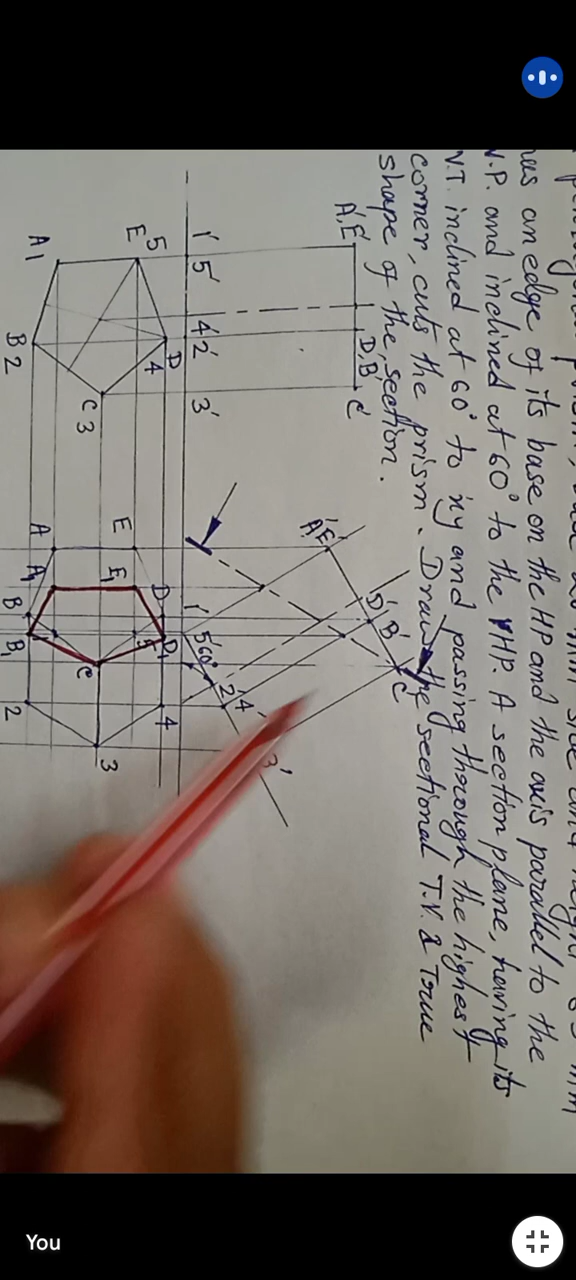 an edge of its base on the HP and the axis parallel to the
V.P. and inclined at 60° to the HP. A section plane, having its
V.T. inclined at 60° to xy and passing through the highest
corner, cuts the prism. Draw the sectional T.V. & True
shape of the section.
A', E'
D', B'
C'
1' 5'
4' 2'
3'
E 5
D
4
A 1
B 2
C 3
A', E'
D', B'
C'
1'
5' 60°
2' 4'
3'
E
D
E1
D1
5
4
A
A1
B
B1
C
2
3
You